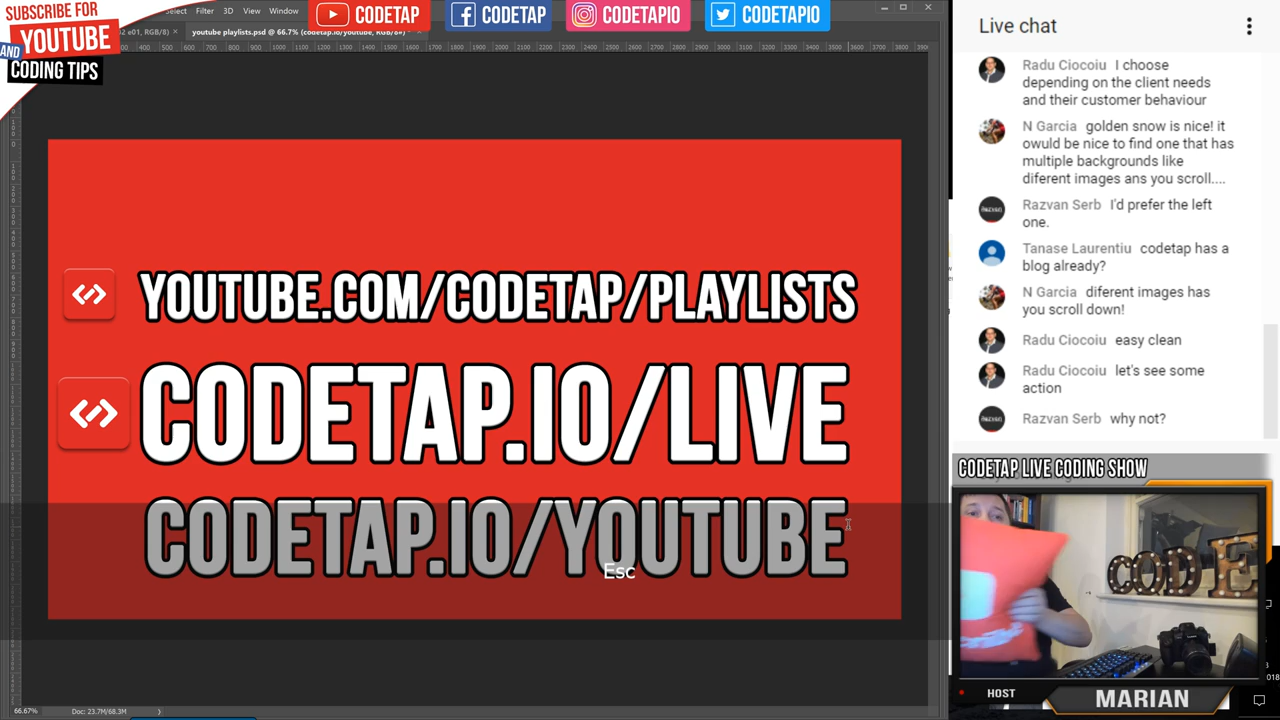 SUBSCRIBE FOR
YOUTUBE
AND
CODING TIPS
Select Filter 3D View Window
CODETAP
CODETAP
CODETAPIO
CODETAPIO
youtube playlists.psd @ 66.7% (codetap.io/youtube, RGB/8#) *
YOUTUBE.COM/CODETAP/PLAYLISTS
CODETAP.IO/LIVE
CODETAP.IO/YOUTUBE
Esc
66.67% Doc: 23.7M/68.3M
Live chat
Radu Ciocoiu I choose
depending on the client needs
and their customer behaviour
N Garcia golden snow is nice! it
owuld be nice to find one that has
multiple backgrounds like
diferent images ans you scroll....
Razvan Serb I'd prefer the left
one.
Tanase Laurentiu codetap has a
blog already?
N Garcia diferent images has
you scroll down!
Radu Ciocoiu easy clean
Radu Ciocoiu let's see some
action
Razvan Serb why not?
CODETAP LIVE CODING SHOW
CODE
HOST MARIAN